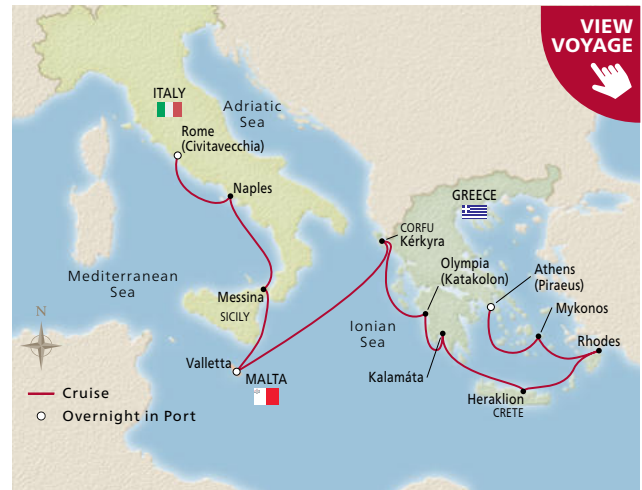 VIEW
VOYAGE
ITALY
Adriatic
Sea
Rome
(Civitavecchia)
Naples
GREECE
CORFU
Kérkyra
Olympia
(Katakolon)
Athens
(Piraeus)
Mediterranean
Sea
Mykonos
Messina
SICILY
Ionian
Sea
Rhodes
N
Valletta
MALTA
Kalamáta
Heraklion
CRETE
Cruise
Overnight in Port